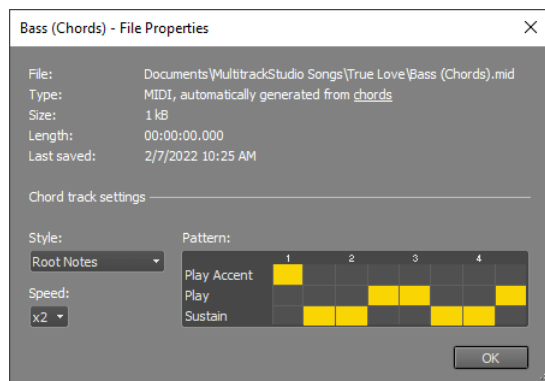 Bass (Chords) - File Properties
File: Documents\MultitrackStudio Songs\True Love\Bass (Chords).mid
Type: MIDI, automatically generated from chords
Size: 1 kB
Length: 00:00:00.000
Last saved: 2/7/2022 10:25 AM
Chord track settings
Style: Pattern:
Root Notes 1 2 3 4
Play Accent
Speed: Play
x2 Sustain
OK